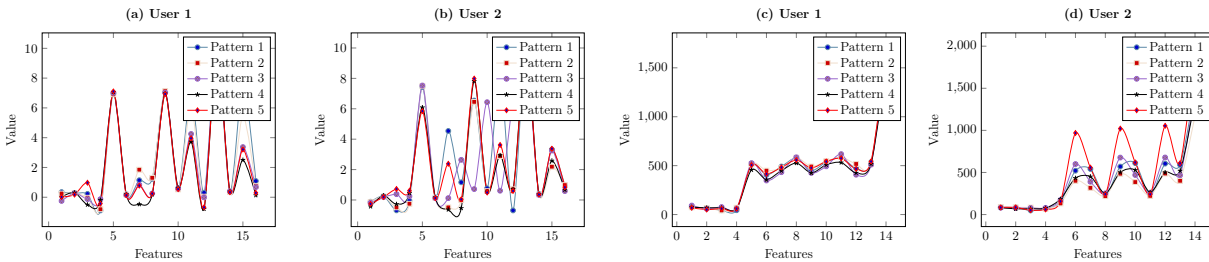 (a) User 1
Value
10
8
6
4
2
0
0
5
10
15
Features
Pattern 1
Pattern 2
Pattern 3
Pattern 4
Pattern 5
(b) User 2
Value
10
8
6
4
2
0
0
5
10
15
Features
Pattern 1
Pattern 2
Pattern 3
Pattern 4
Pattern 5
(c) User 1
Value
1,500
1,000
500
0
0
2
4
6
8
10
12
14
Features
Pattern 1
Pattern 2
Pattern 3
Pattern 4
Pattern 5
(d) User 2
Value
2,000
1,500
1,000
500
0
0
2
4
6
8
10
12
14
Features
Pattern 1
Pattern 2
Pattern 3
Pattern 4
Pattern 5